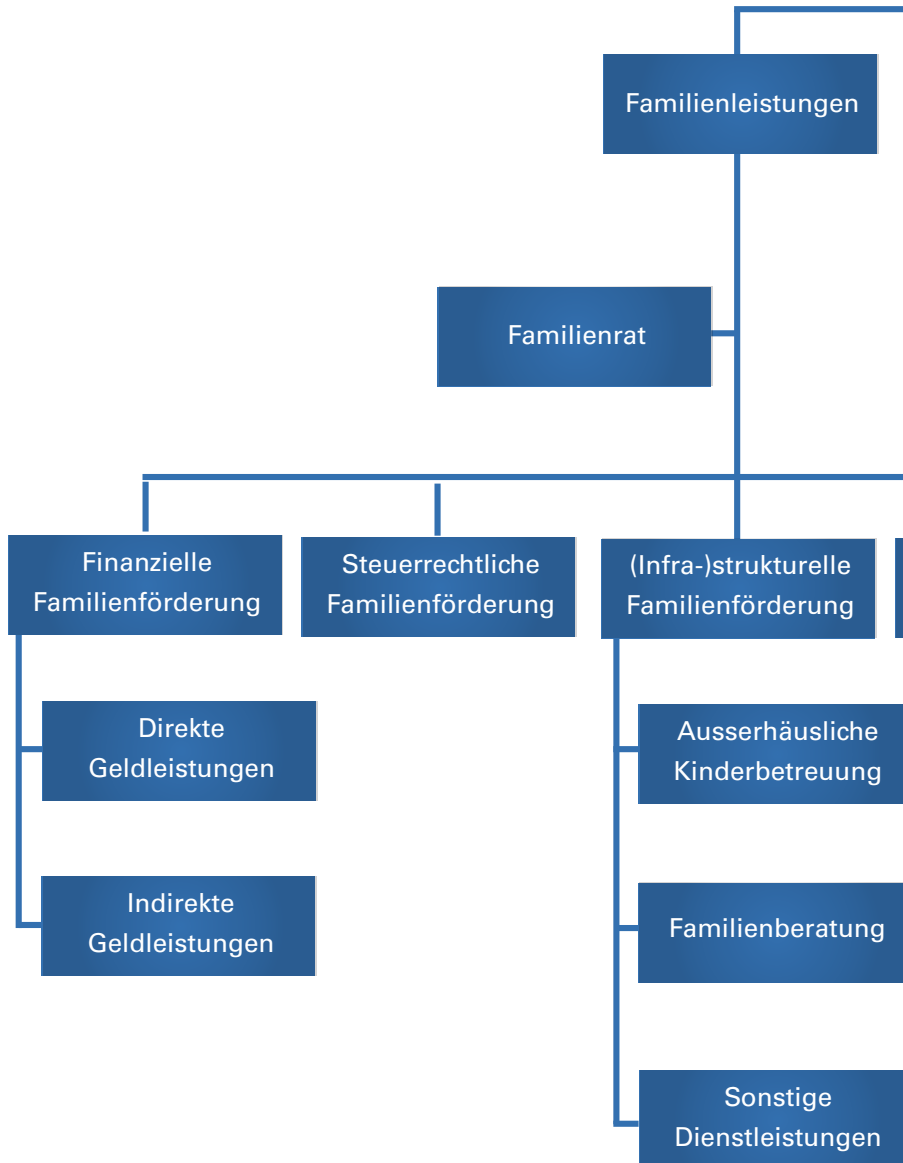 Familienleistungen
Familienrat
Finanzielle
Familienförderung
Steuerrechtliche
Familienförderung
(Infra-)strukturelle
Familienförderung
Direkte
Geldleistungen
Indirekte
Geldleistungen
Ausserhäusliche
Kinderbetreuung
Familienberatung
Sonstige
Dienstleistungen